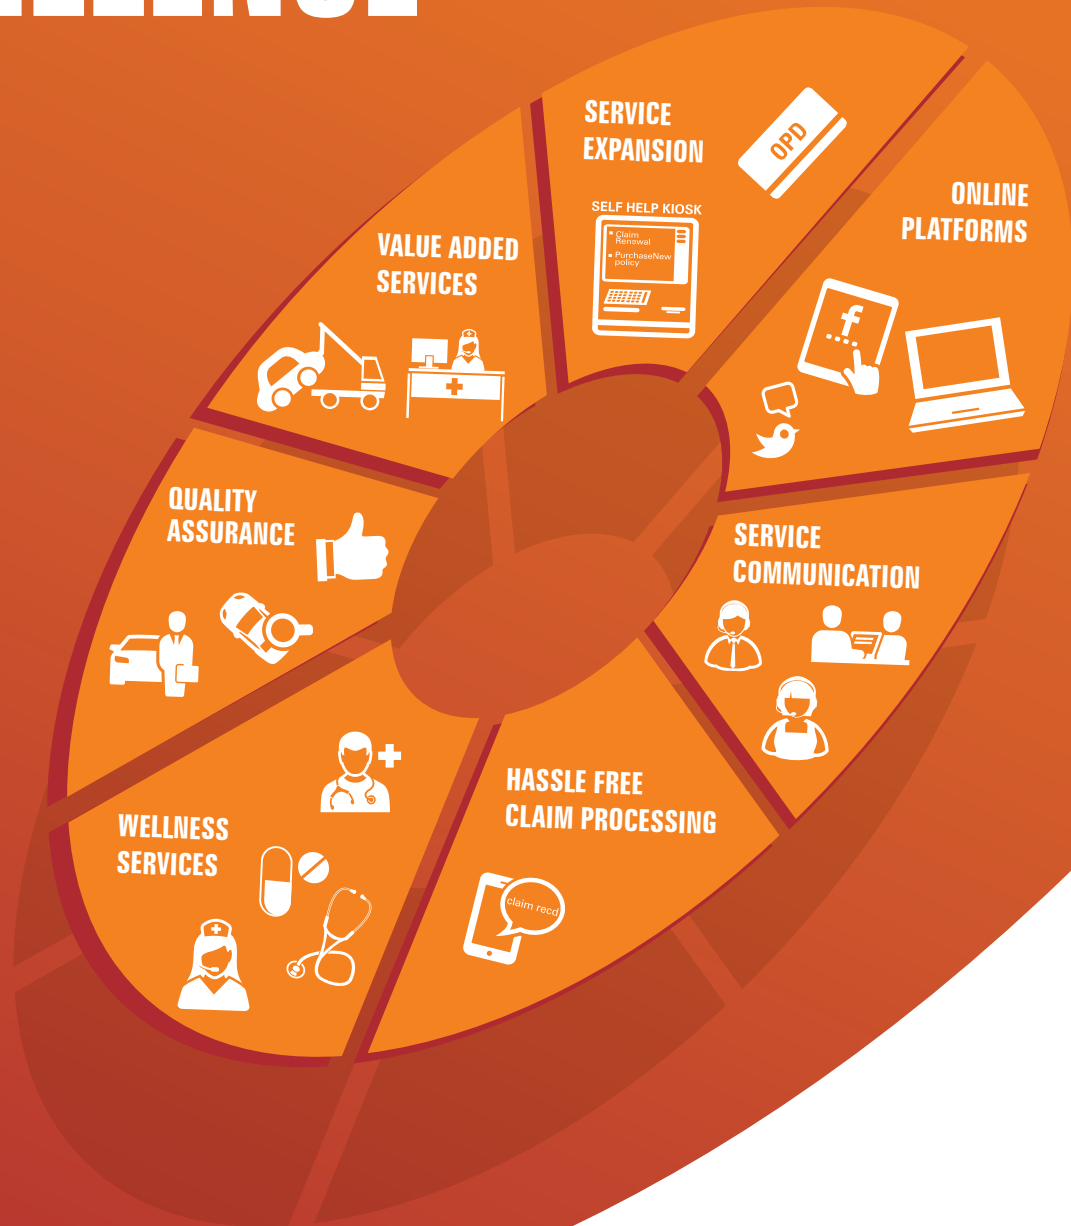 SERVICE
EXPANSION
OPD
SELF HELP KIOSK
Claim
Renewal
PurchaseNew
policy
ONLINE
PLATFORMS
f
VALUE ADDED
SERVICES
QUALITY
ASSURANCE
SERVICE
COMMUNICATION
WELLNESS
SERVICES
HASSLE FREE
CLAIM PROCESSING
claim recd